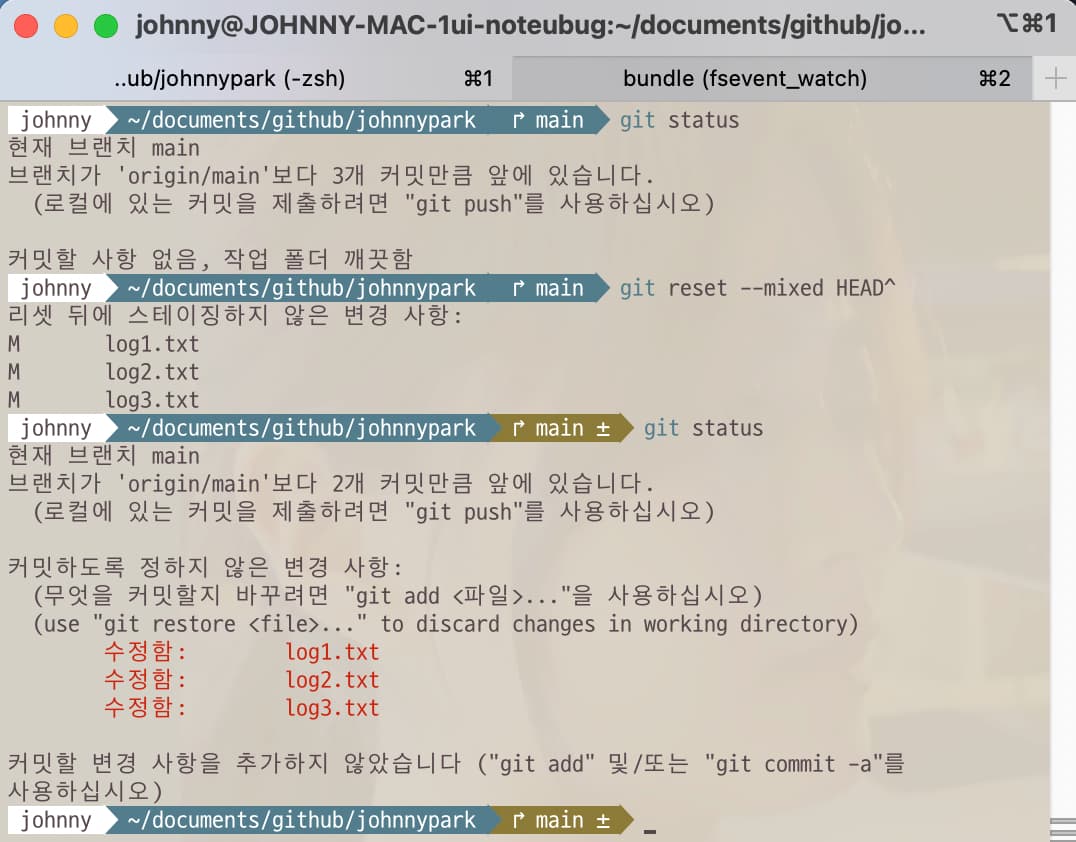 johnny@JOHNNY-MAC-1ui-noteubug:~/documents/github/jo... ⌥⌘1
..ub/johnnypark (-zsh) ⌘1 bundle (fsevent_watch) ⌘2 +
johnny ~/documents/github/johnnypark ↱ main git status
현재 브랜치 main
브랜치가 'origin/main'보다 3개 커밋만큼 앞에 있습니다.
(로컬에 있는 커밋을 제출하려면 "git push"를 사용하십시오)
커밋할 사항 없음, 작업 폴더 깨끗함
johnny ~/documents/github/johnnypark ↱ main git reset --mixed HEAD^
리셋 뒤에 스테이징하지 않은 변경 사항:
M log1.txt
M log2.txt
M log3.txt
johnny ~/documents/github/johnnypark ↱ main ± git status
현재 브랜치 main
브랜치가 'origin/main'보다 2개 커밋만큼 앞에 있습니다.
(로컬에 있는 커밋을 제출하려면 "git push"를 사용하십시오)
커밋하도록 정하지 않은 변경 사항:
(무엇을 커밋할지 바꾸려면 "git add <파일>..."을 사용하십시오)
(use "git restore <file>..." to discard changes in working directory)
수정함: log1.txt
수정함: log2.txt
수정함: log3.txt
커밋할 변경 사항을 추가하지 않았습니다 ("git add" 및/또는 "git commit -a"를
사용하십시오)
johnny ~/documents/github/johnnypark ↱ main ±